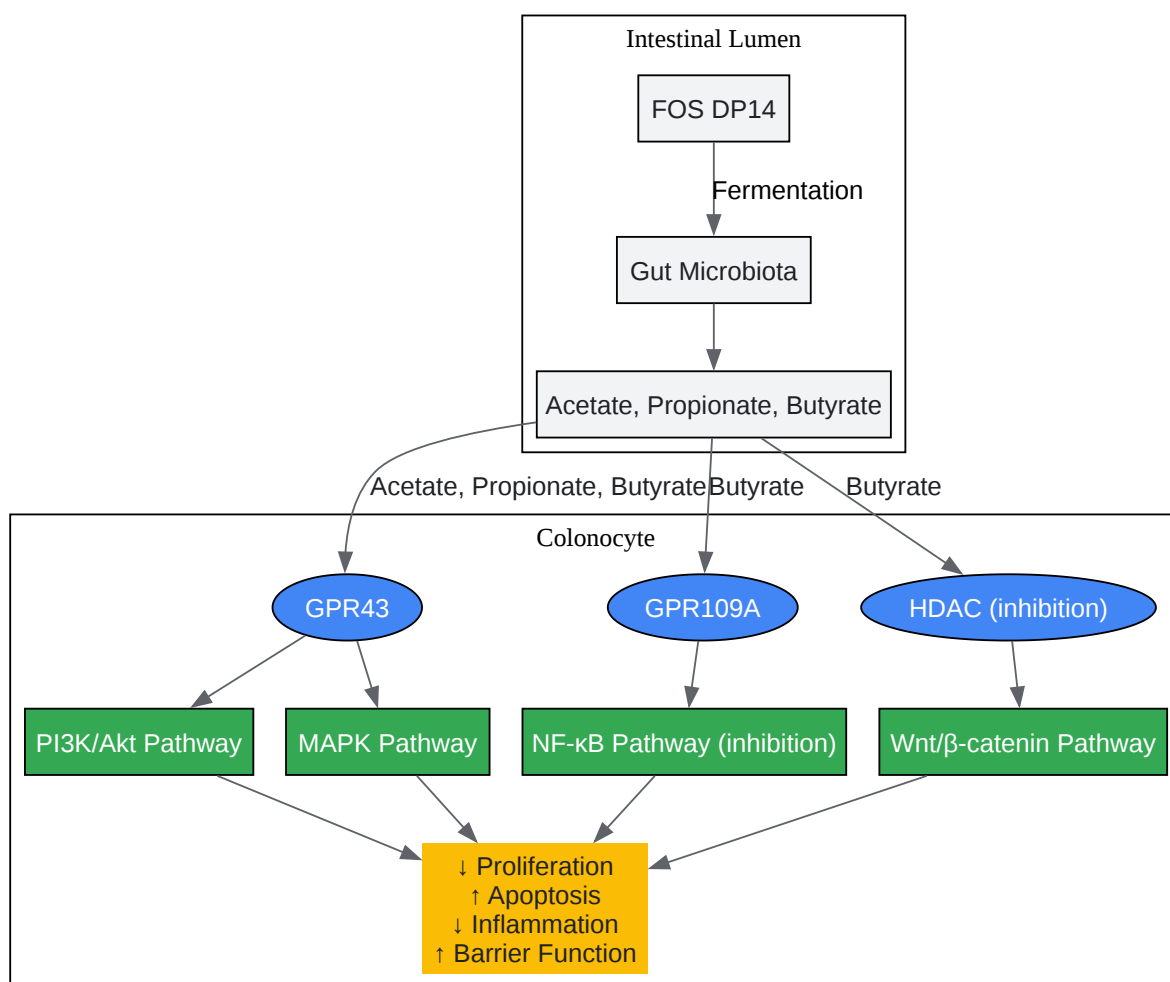 Intestinal Lumen
FOS DP14
Fermentation
Gut Microbiota
Acetate, Propionate, Butyrate
Acetate, Propionate, Butyrate
Butyrate
Butyrate
Colonocyte
GPR43
GPR109A
HDAC (inhibition)
PI3K/Akt Pathway
MAPK Pathway
NF-κB Pathway (inhibition)
Wnt/β-catenin Pathway
↓ Proliferation
↑ Apoptosis
↓ Inflammation
↑ Barrier Function